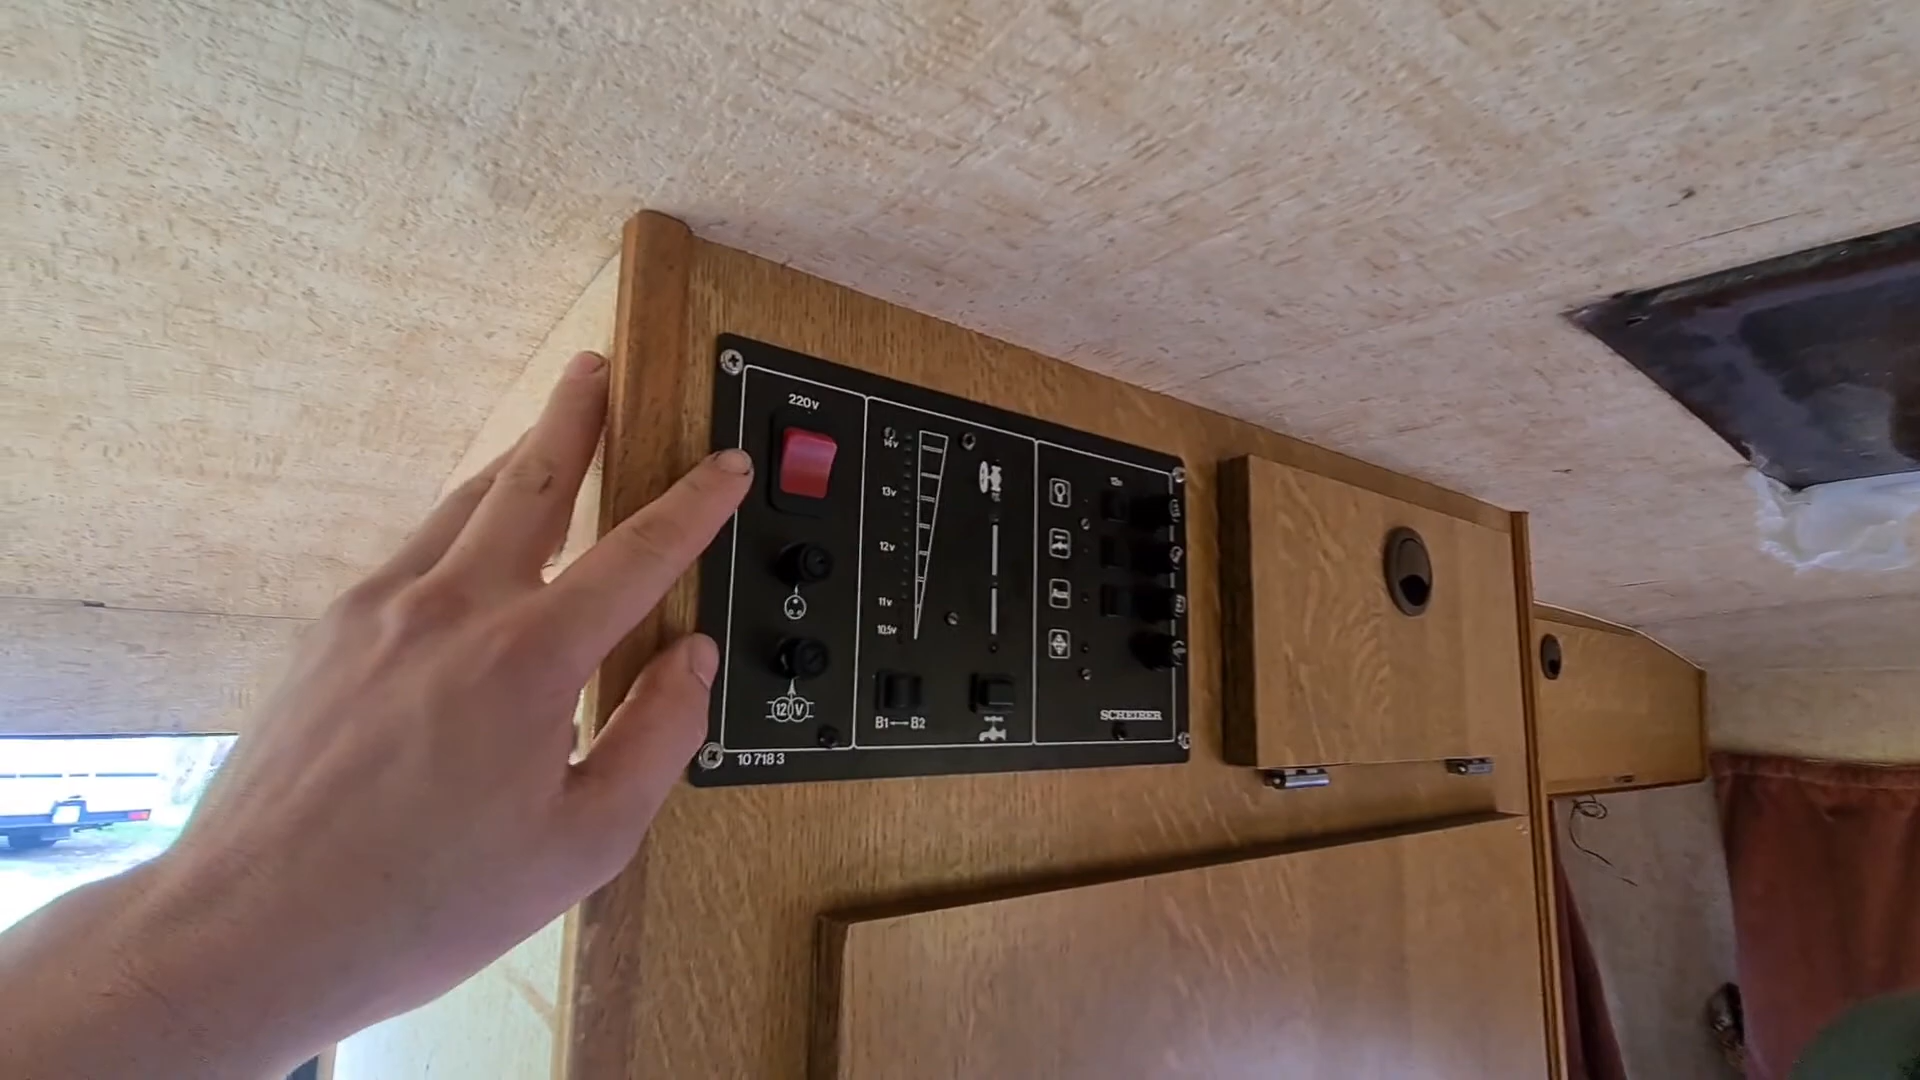 220v
14v
13v
12v
11v
10.5v
B1 — B2
12V
SCHEIBER
10 718 3